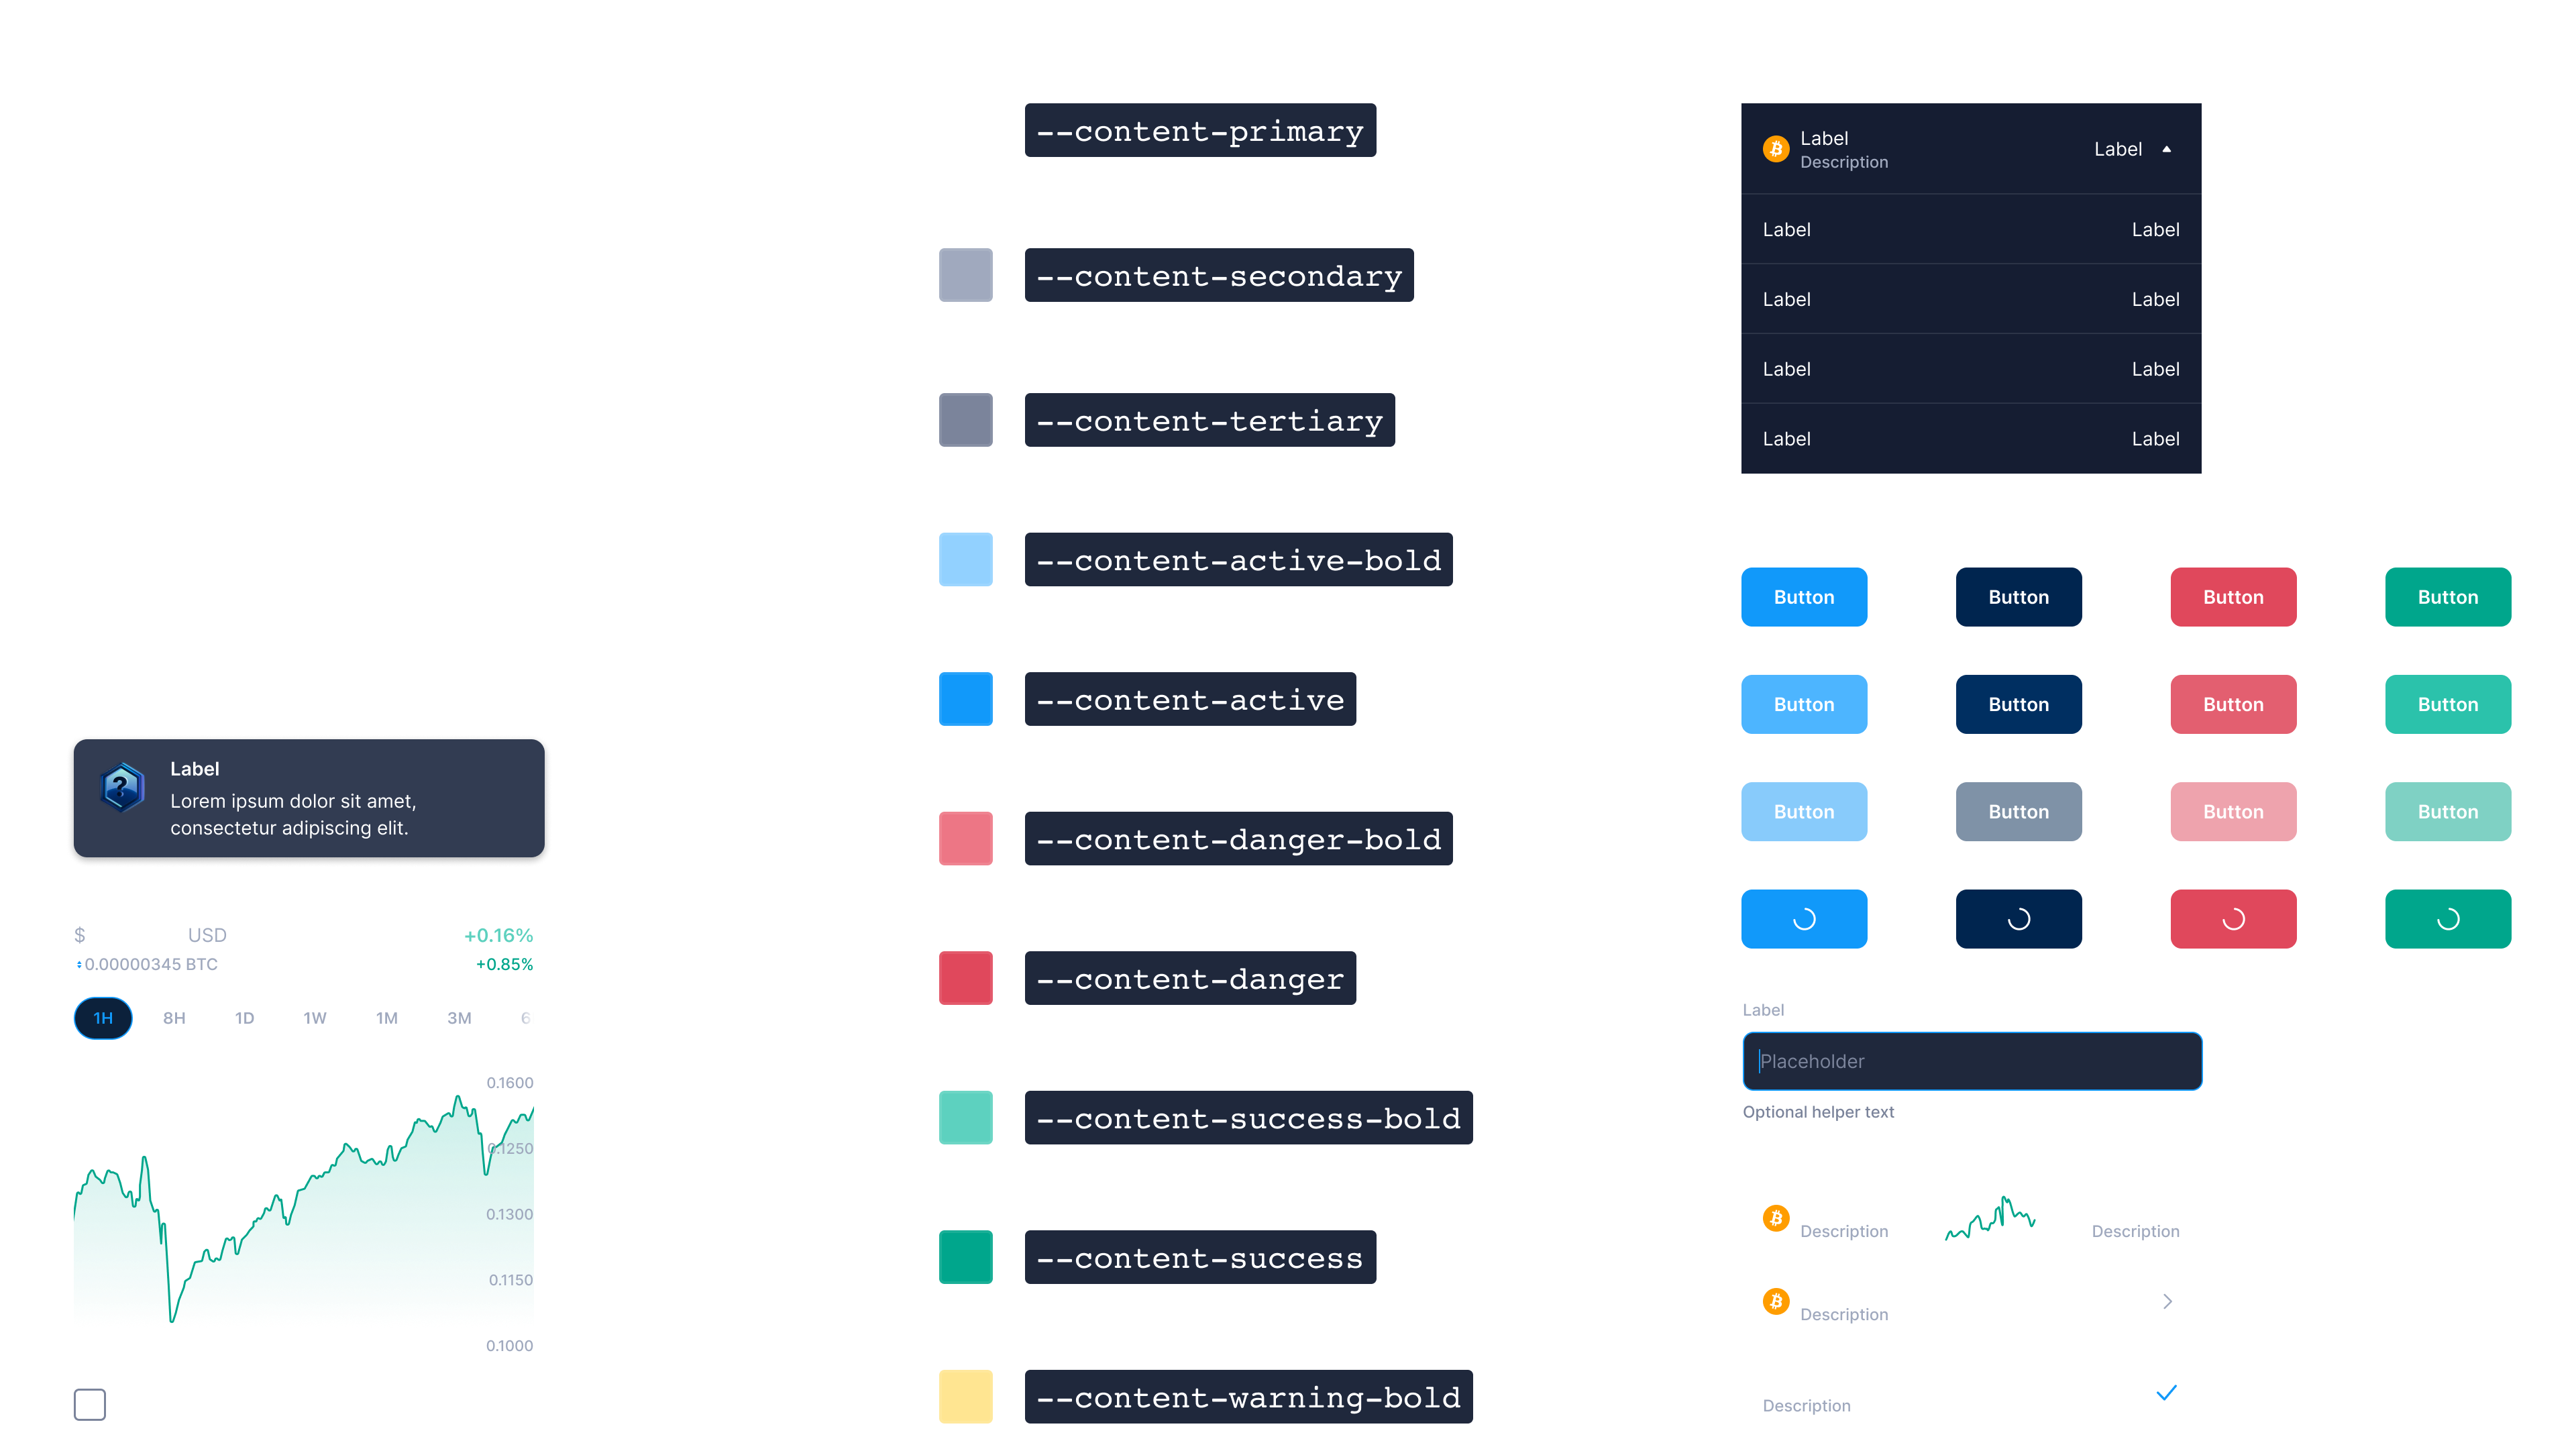 Label
Lorem ipsum dolor sit amet,
consectetur adipiscing elit.
$ USD +0.16%
0.00000345 BTC +0.85%
1H 8H 1D 1W 1M 3M 6
0.1600
0.1250
0.1300
0.1150
0.1000
--content-primary
--content-secondary
--content-tertiary
--content-active-bold
--content-active
--content-danger-bold
--content-danger
--content-success-bold
--content-success
--content-warning-bold
Label Label
Description
Label Label
Label Label
Label Label
Label Label
Button Button Button Button
Button Button Button Button
Button Button Button Button
Label
Placeholder
Optional helper text
Description Description
Description
Description